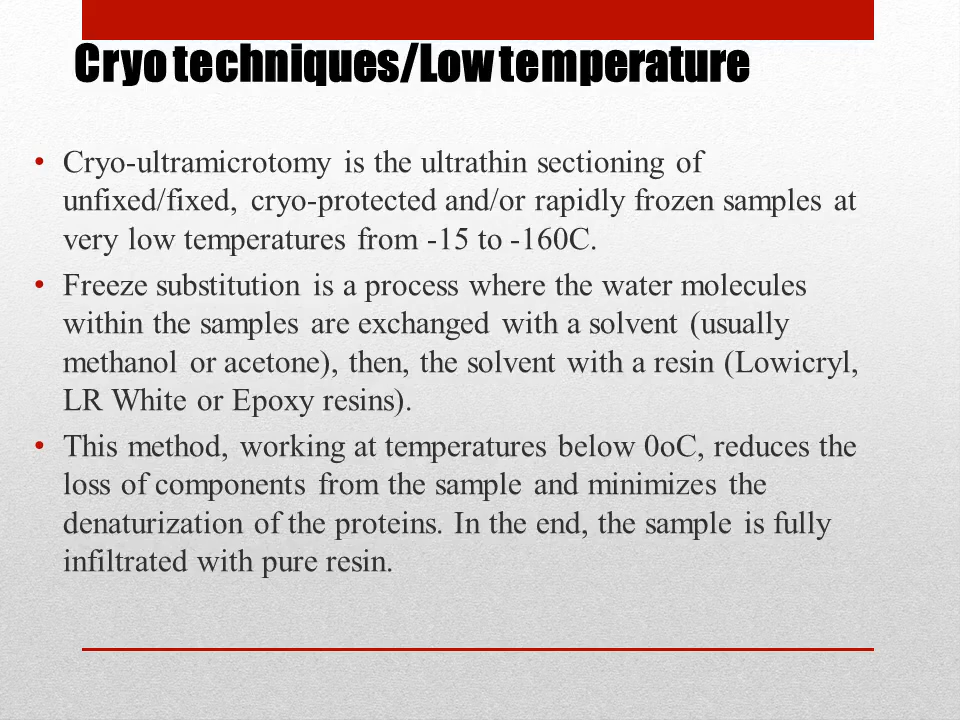 Cryo techniques/Low temperature
• Cryo-ultramicrotomy is the ultrathin sectioning of
unfixed/fixed, cryo-protected and/or rapidly frozen samples at
very low temperatures from -15 to -160C.
• Freeze substitution is a process where the water molecules
within the samples are exchanged with a solvent (usually
methanol or acetone), then, the solvent with a resin (Lowicryl,
LR White or Epoxy resins).
• This method, working at temperatures below 0oC, reduces the
loss of components from the sample and minimizes the
denaturization of the proteins. In the end, the sample is fully
infiltrated with pure resin.